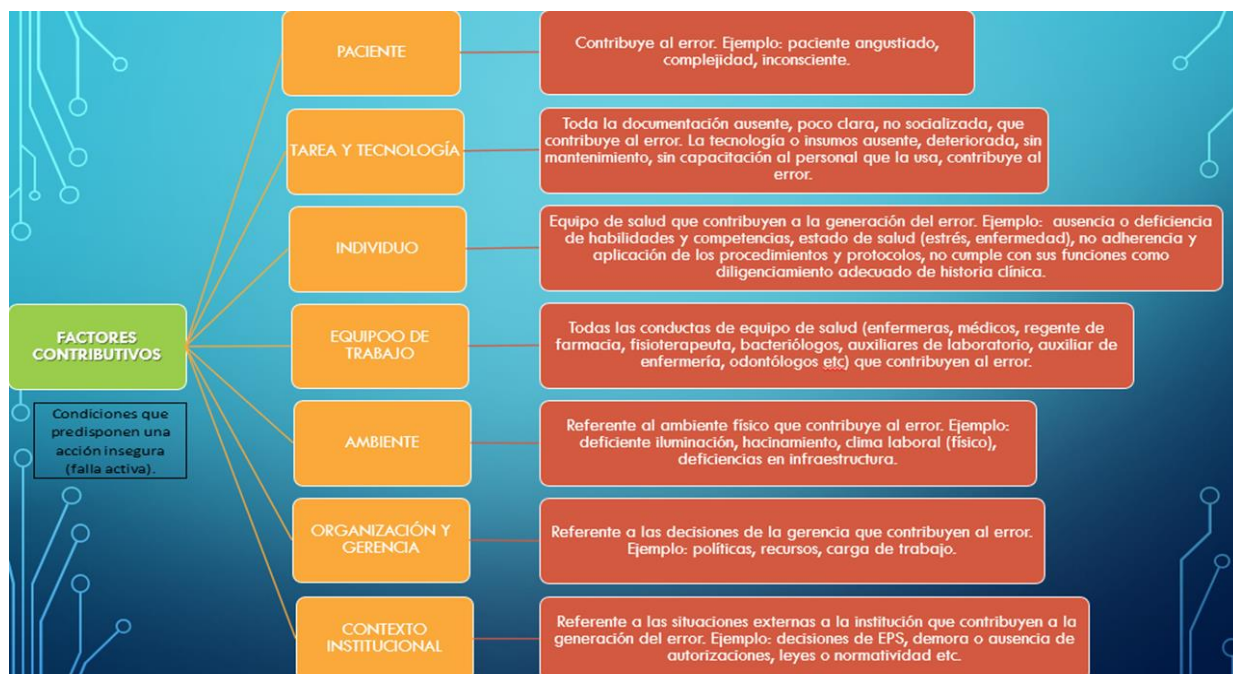 PACIENTE
Contribuye al error. Ejemplo: paciente angustiado,
complejidad, inconsciente.
TAREA Y TECNOLOGÍA
Toda la documentación ausente, poco clara, no socializada, que
contribuye al error. La tecnología o insumos ausente, deteriorada, sin
mantenimiento, sin capacitación al personal que la usa, contribuye al
error.
INDIVIDUO
Equipo de salud que contribuyen a la generación del error. Ejemplo: ausencia o deficiencia
de habilidades y competencias, estado de salud (estrés, enfermedad), no adherencia y
aplicación de los procedimientos y protocolos, no cumple con sus funciones como
diligenciamiento adecuado de historia clínica.
FACTORES
CONTRIBUTIVOS
Condiciones que
predisponen una
acción insegura
(falla activa).
EQUIPOO DE
TRABAJO
Todas las conductas de equipo de salud (enfermeras, médicos, regente de
farmacia, fisioterapeuta, bacteriólogos, auxiliares de laboratorio, auxiliar de
enfermería, odontólogos etc) que contribuyen al error.
AMBIENTE
Referente al ambiente físico que contribuye al error. Ejemplo:
deficiente iluminación, hacinamiento, clima laboral (físico),
deficiencias en infraestructura.
ORGANIZACIÓN Y
GERENCIA
Referente a las decisiones de la gerencia que contribuyen al error.
Ejemplo: políticas, recursos, carga de trabajo.
CONTEXTO
INSTITUCIONAL
Referente a las situaciones externas a la institución que contribuyen a la
generación del error. Ejemplo: decisiones de EPS, demora o ausencia de
autorizaciones, leyes o normatividad etc.